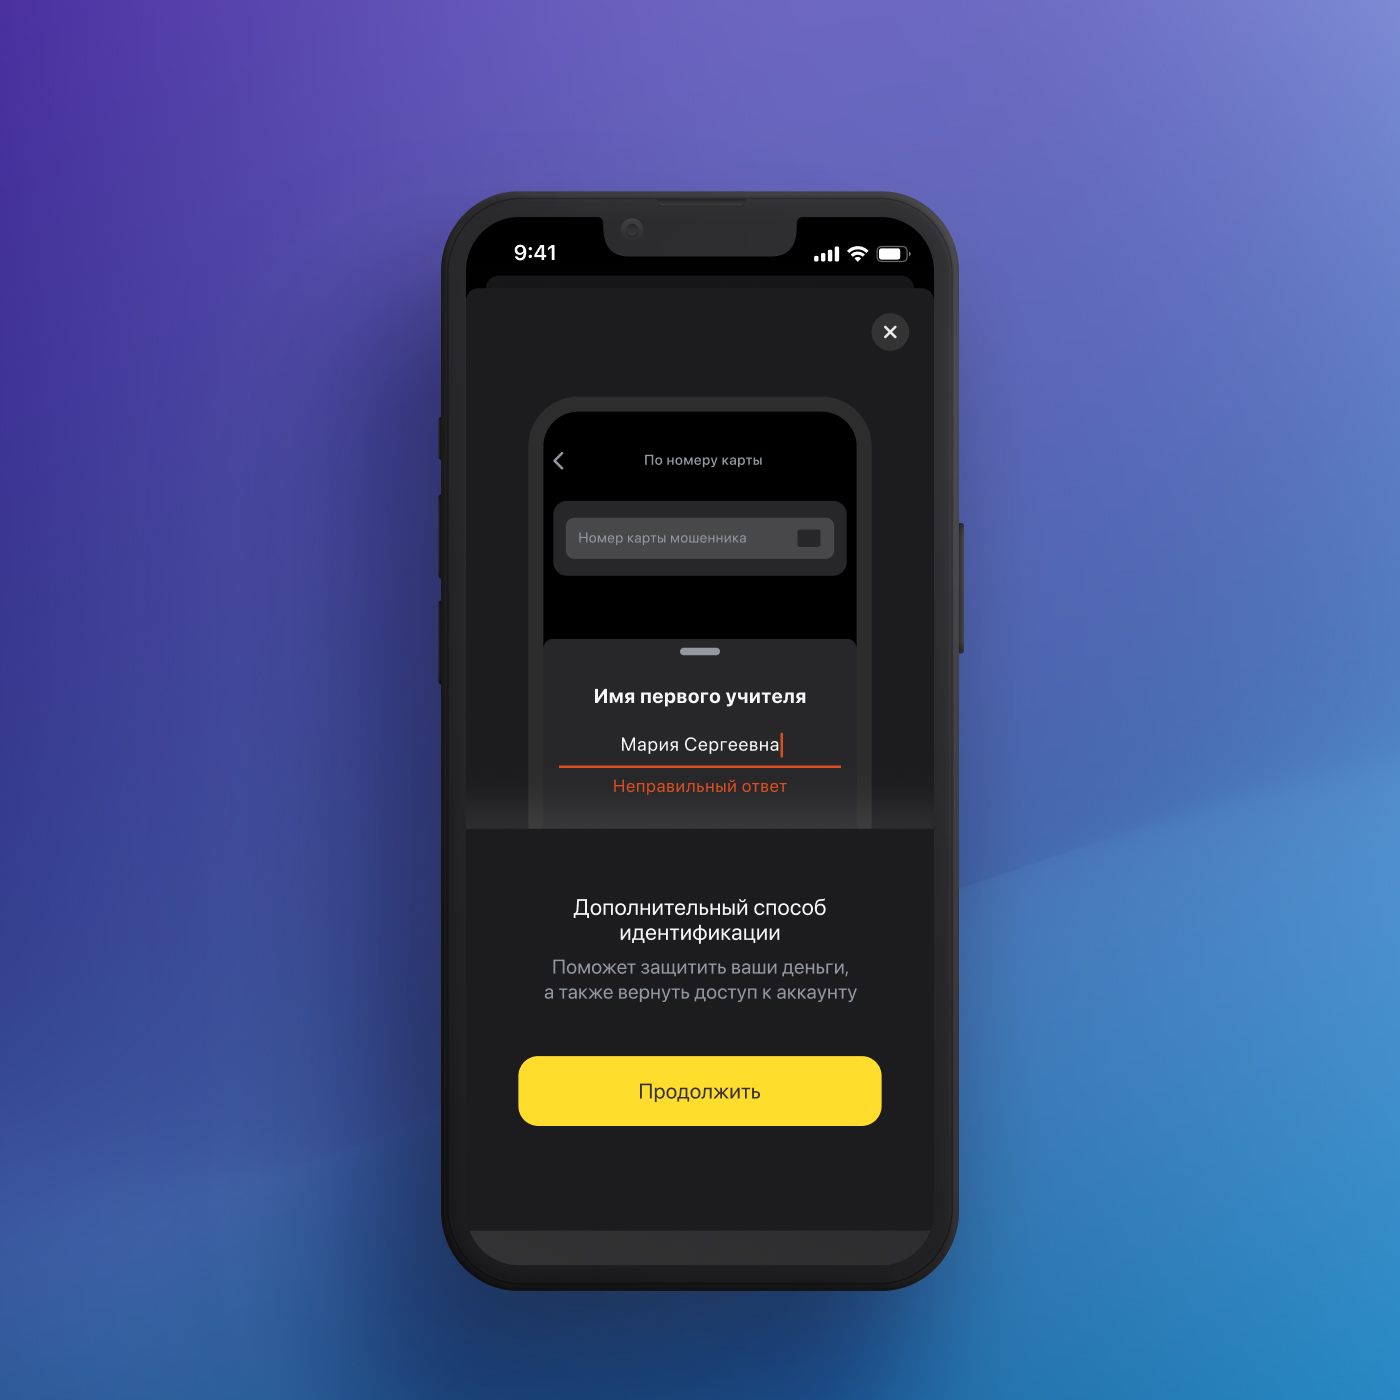 9:41
По номеру карты
Номер карты мошенника
Имя первого учителя
Мария Сергеевна
Неправильный ответ
Дополнительный способ
идентификации
Поможет защитить ваши деньги,
а также вернуть доступ к аккаунту
Продолжить